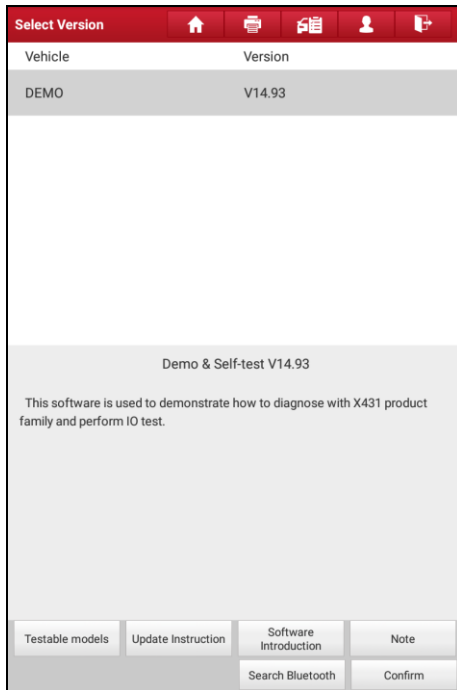 Select Version
Vehicle Version
DEMO V14.93
Demo & Self-test V14.93
This software is used to demonstrate how to diagnose with X431 product
family and perform IO test.
Testable models
Update Instruction
Software
Introduction
Note
Search Bluetooth
Confirm